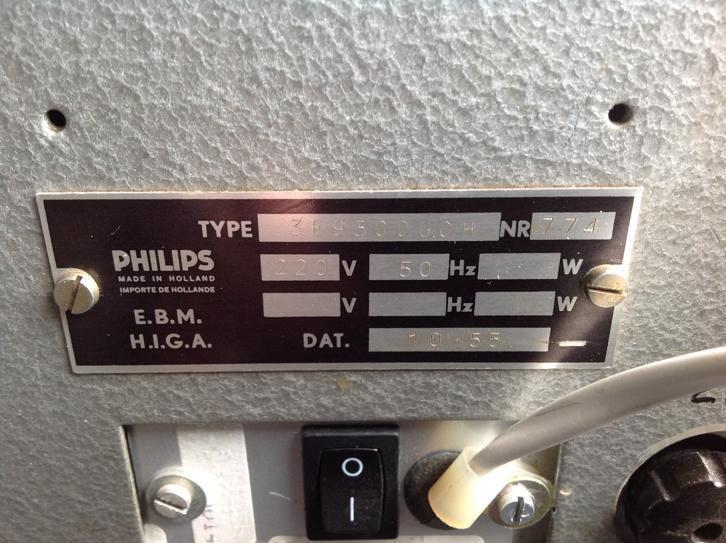 TYPE NR 774
PHILIPS 220 V 50 Hz W
MADE IN HOLLAND
IMPORTE DE HOLLANDE
V Hz W
E.B.M.
H.I.G.A. DAT. 10-55
O
I